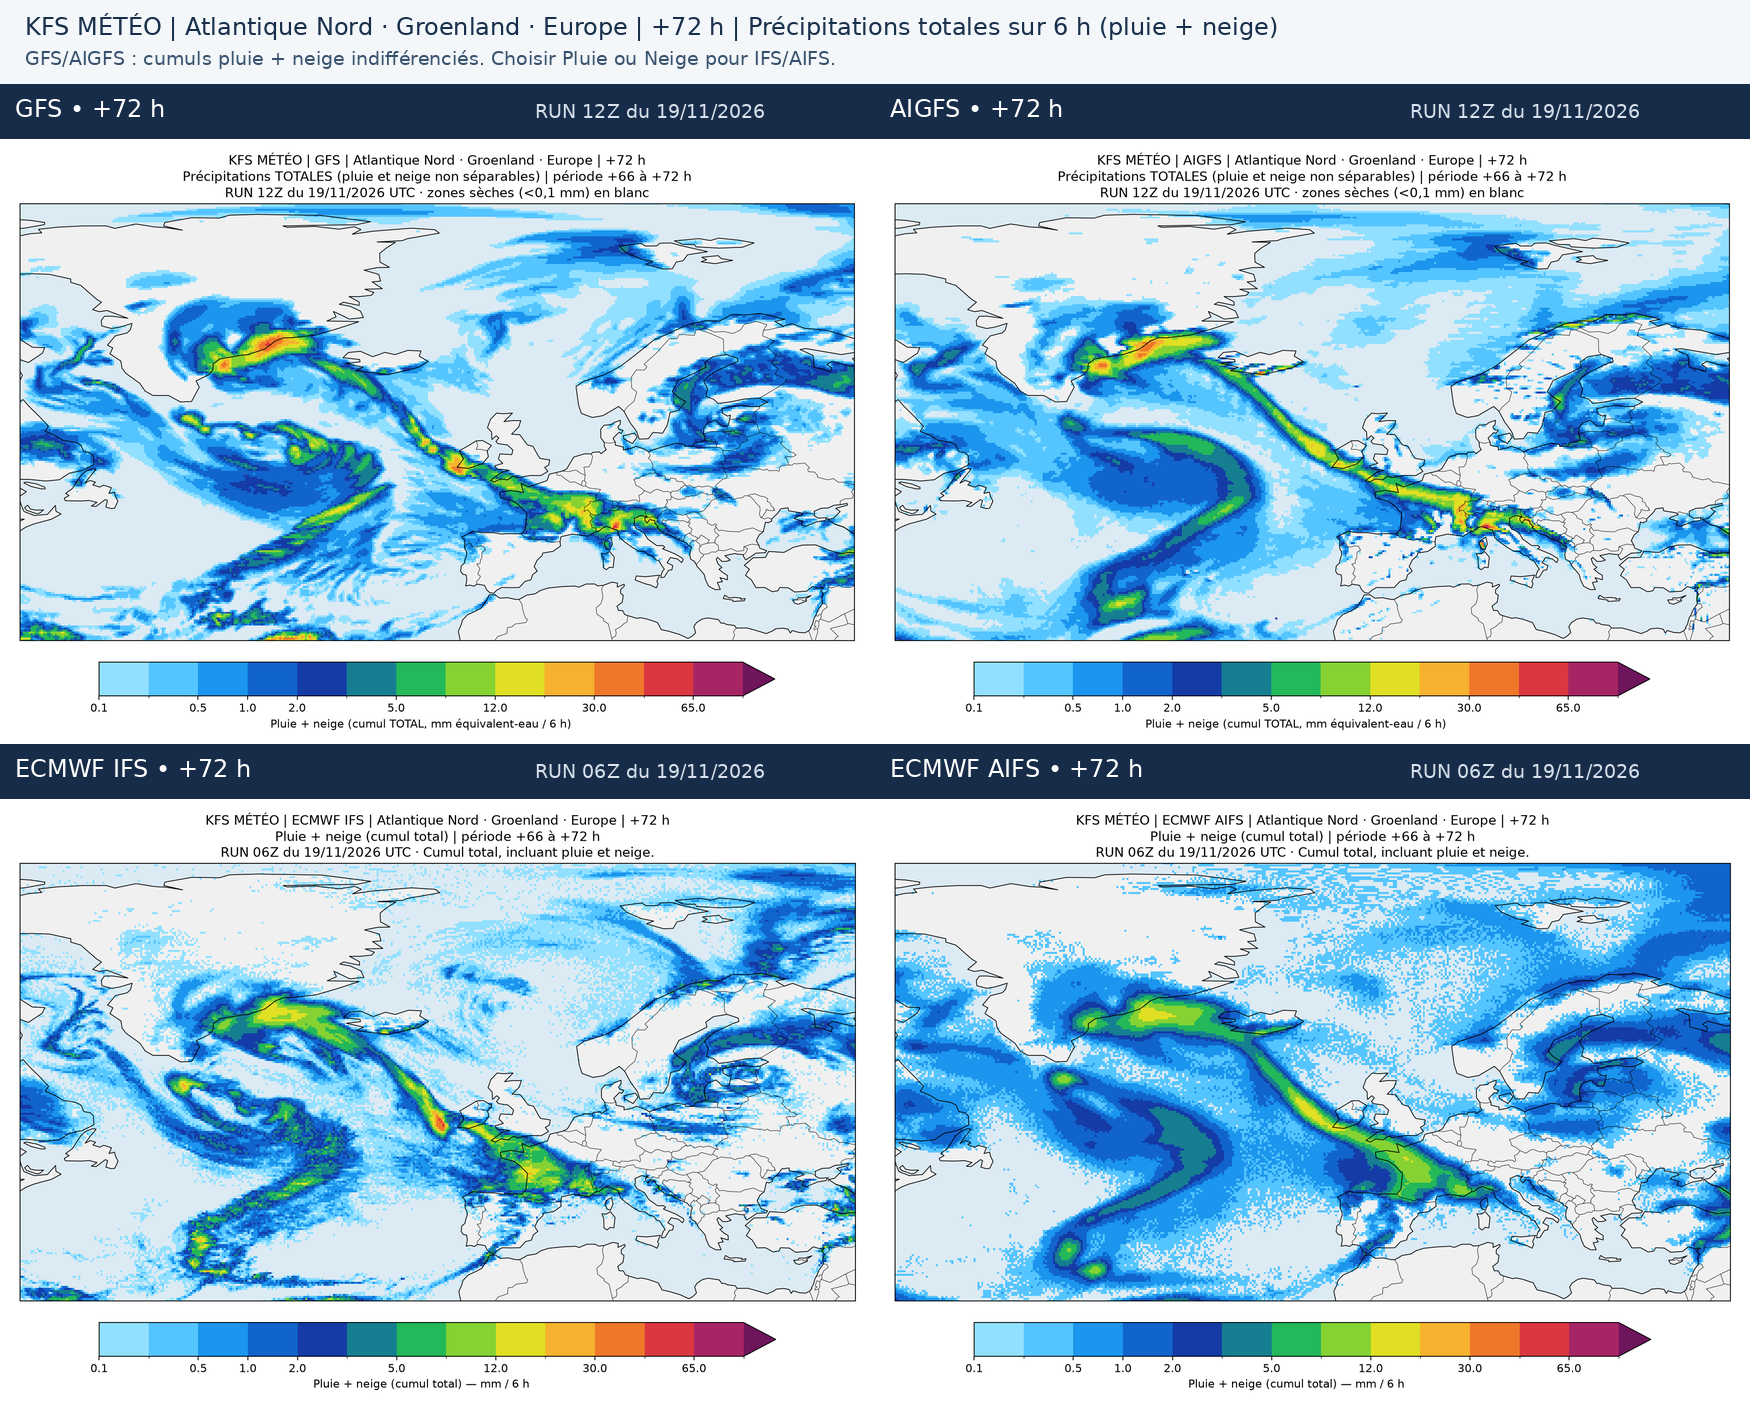 KFS MÉTÉO | Atlantique Nord · Groenland · Europe | +72 h | Précipitations totales sur 6 h (pluie + neige)
GFS/AIGFS : cumuls pluie + neige indifférenciés. Choisir Pluie ou Neige pour IFS/AIFS.
GFS • +72 h RUN 12Z du 19/11/2026
KFS MÉTÉO | GFS | Atlantique Nord · Groenland · Europe | +72 h
Précipitations TOTALES (pluie et neige non séparables) | période +66 à +72 h
RUN 12Z du 19/11/2026 UTC · zones sèches (<0,1 mm) en blanc
0.1 0.5 1.0 2.0 5.0 12.0 30.0 65.0
Pluie + neige (cumul TOTAL, mm équivalent-eau / 6 h)
AIGFS • +72 h RUN 12Z du 19/11/2026
KFS MÉTÉO | AIGFS | Atlantique Nord · Groenland · Europe | +72 h
Précipitations TOTALES (pluie et neige non séparables) | période +66 à +72 h
RUN 12Z du 19/11/2026 UTC · zones sèches (<0,1 mm) en blanc
0.1 0.5 1.0 2.0 5.0 12.0 30.0 65.0
Pluie + neige (cumul TOTAL, mm équivalent-eau / 6 h)
ECMWF IFS • +72 h RUN 06Z du 19/11/2026
KFS MÉTÉO | ECMWF IFS | Atlantique Nord · Groenland · Europe | +72 h
Pluie + neige (cumul total) | période +66 à +72 h
RUN 06Z du 19/11/2026 UTC · Cumul total, incluant pluie et neige.
0.1 0.5 1.0 2.0 5.0 12.0 30.0 65.0
Pluie + neige (cumul total) — mm / 6 h
ECMWF AIFS • +72 h RUN 06Z du 19/11/2026
KFS MÉTÉO | ECMWF AIFS | Atlantique Nord · Groenland · Europe | +72 h
Pluie + neige (cumul total) | période +66 à +72 h
RUN 06Z du 19/11/2026 UTC · Cumul total, incluant pluie et neige.
0.1 0.5 1.0 2.0 5.0 12.0 30.0 65.0
Pluie + neige (cumul total) — mm / 6 h